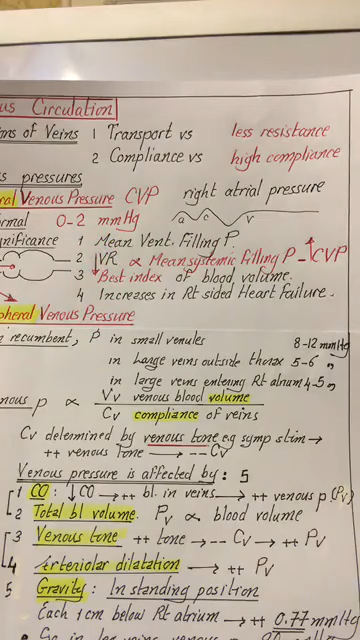 us Circulation
ons of Veins 1 Transport vs less resistance
2 Compliance vs high compliance
s pressures
ral Venous Pressure CVP right atrial pressure
ormal 0-2 mmHg a c v
gnificance 1 Mean Vent. Filling P.
2 ↓VR ∝ Mean systemic filling P - ↑CVP
3 Best index of blood volume.
4 Increases in Rt sided Heart Failure.
pheral Venous Pressure
n recumbent, P in small venules 8-12 mmHg
in Large veins outside thorax 5-6 "
in large veins entering Rt atrium 4-5 "
nous p ∝ Vv venous blood volume
Cv compliance of veins
Cv determined by venous tone eg symp stim →
++ venous tone → -- Cv
Venous pressure is affected by : 5
1 CO : ↓CO → ++ bl. in veins → ++ venous p (Pv)
2 Total bl volume. Pv ∝ blood volume
3 Venous tone ++ tone → -- Cv → ++ Pv
4 Arteriolar dilatation → ++ Pv
5 Gravity : In standing position
Each 1 cm below Rt atrium → ++ 0.77 mmHg